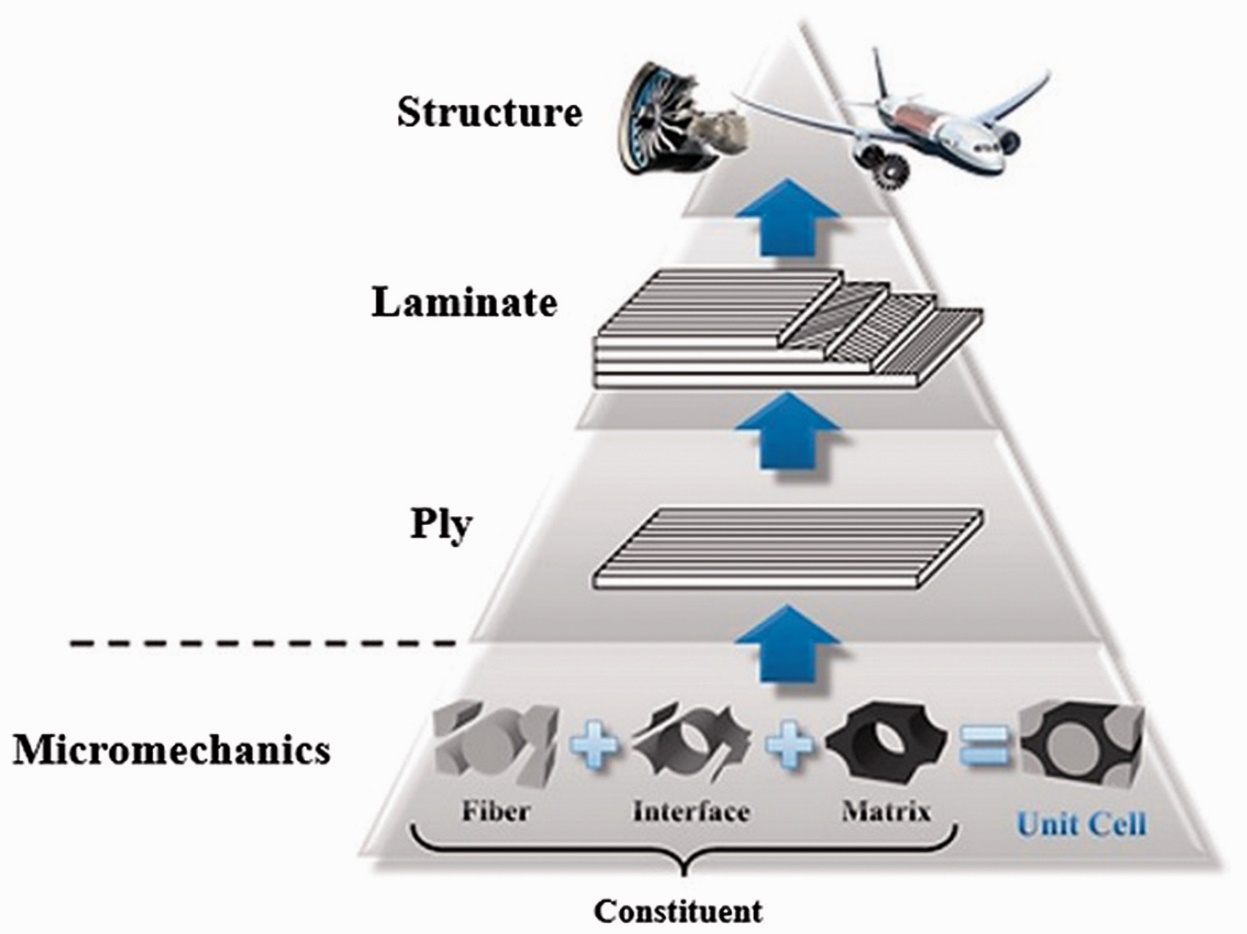 Structure
Laminate
Ply
Micromechanics
Fiber
Interface
Matrix
Unit Cell
Constituent